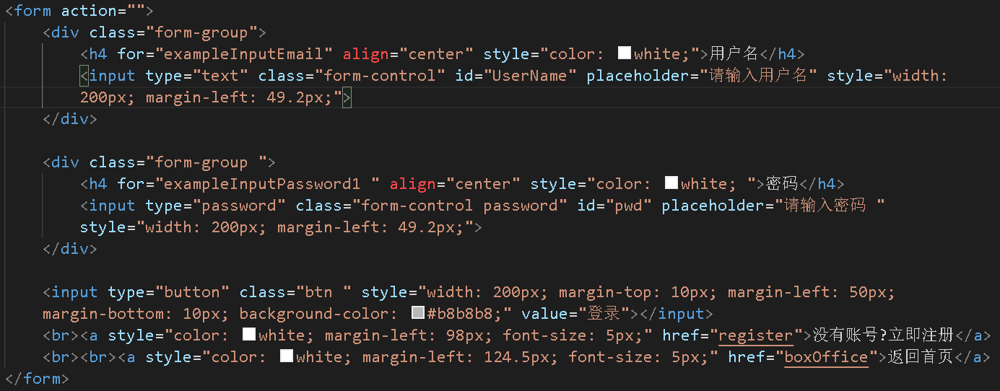 <form action="">
<div class="form-group">
<h4 for="exampleInputEmail" align="center" style="color: white;">用户名</h4>
<input type="text" class="form-control" id="UserName" placeholder="请输入用户名" style="width:
200px; margin-left: 49.2px;">
</div>
<div class="form-group ">
<h4 for="exampleInputPassword1 " align="center" style="color: white; ">密码</h4>
<input type="password" class="form-control password" id="pwd" placeholder="请输入密码 "
style="width: 200px; margin-left: 49.2px;">
</div>
<input type="button" class="btn " style="width: 200px; margin-top: 10px; margin-left: 50px;
margin-bottom: 10px; background-color: #b8b8b8;" value="登录"></input>
<br><a style="color: white; margin-left: 98px; font-size: 5px;" href="register">没有账号?立即注册</a>
<br><br><a style="color: white; margin-left: 124.5px; font-size: 5px;" href="boxOffice">返回首页</a>
</form>